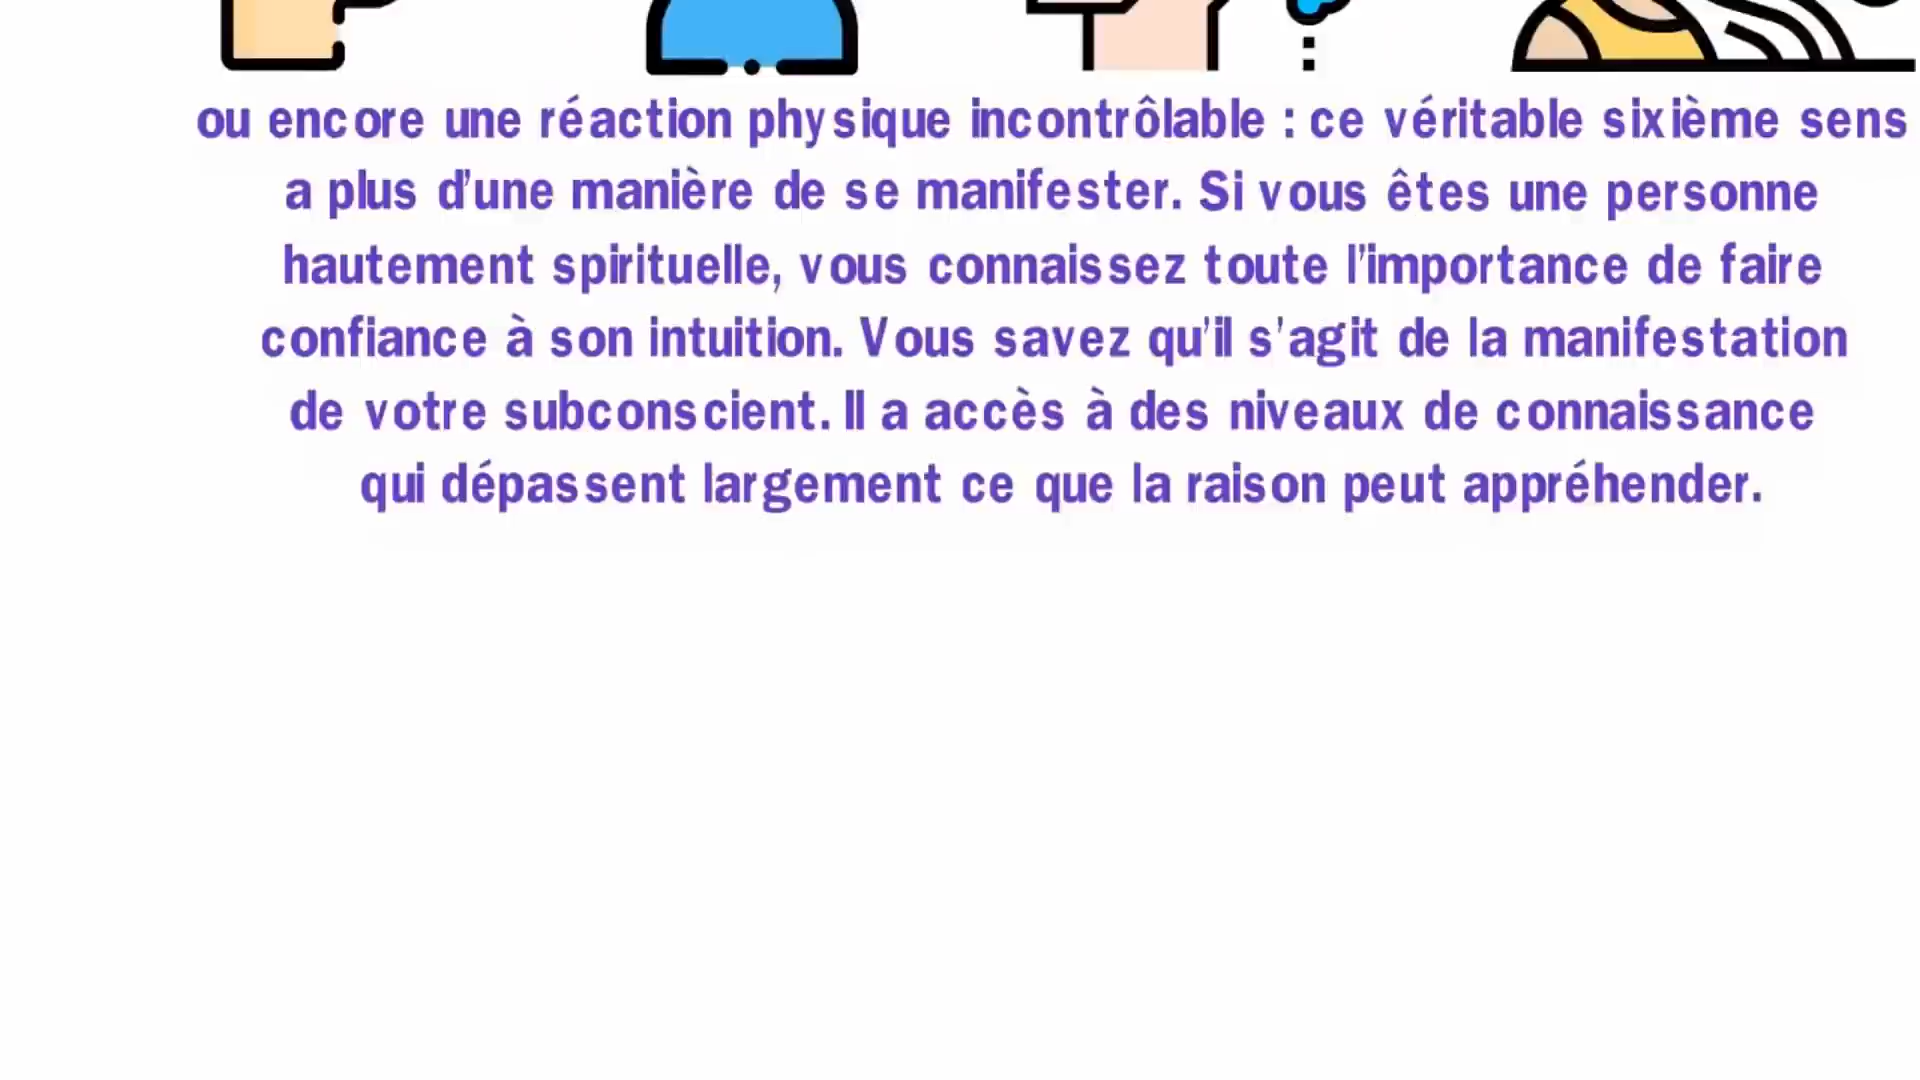 ou encore une réaction physique incontrôlable : ce véritable sixième sens
a plus d'une manière de se manifester. Si vous êtes une personne
hautement spirituelle, vous connaissez toute l'importance de faire
confiance à son intuition. Vous savez qu'il s'agit de la manifestation
de votre subconscient. Il a accès à des niveaux de connaissance
qui dépassent largement ce que la raison peut appréhender.